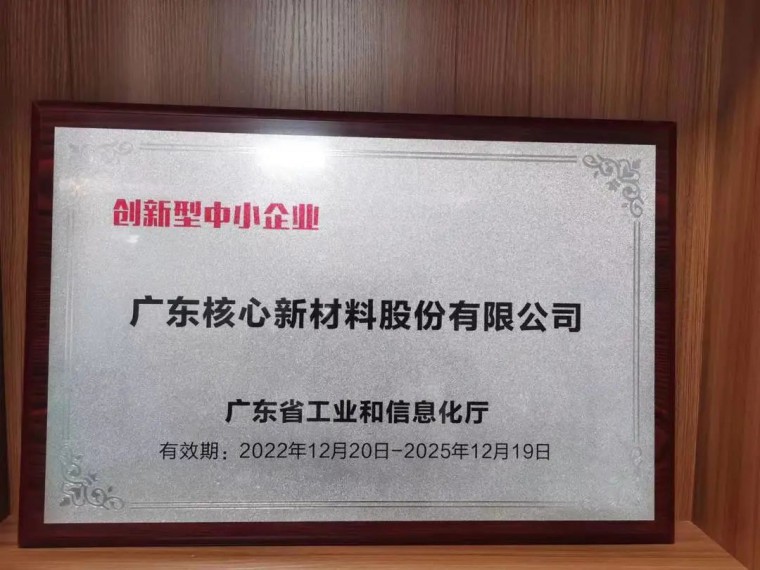 创新型中小企业
广东核心新材料股份有限公司
广东省工业和信息化厅
有效期：2022年12月20日-2025年12月19日